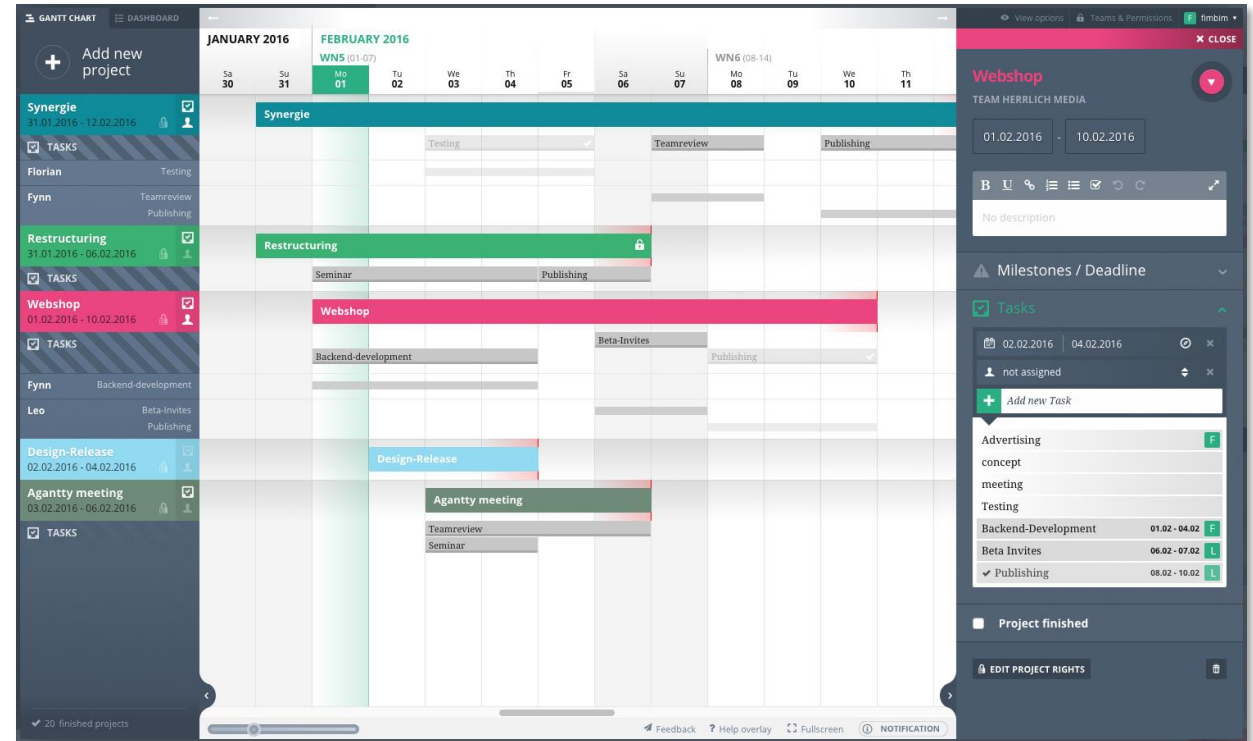 GANTT CHART DASHBOARD
View options Teams & Permissions F fimbim
Add new
project
JANUARY 2016 FEBRUARY 2016
WN5 (01-07) WN6 (08-14)
Sa Su Mo Tu We Th Fr Sa Su Mo Tu We Th
30 31 01 02 03 04 05 06 07 08 09 10 11
Synergie
31.01.2016 - 12.02.2016
TASKS
Florian Testing
Fynn Teamreview
Publishing
Restructuring
31.01.2016 - 06.02.2016
TASKS
Webshop
01.02.2016 - 10.02.2016
TASKS
Fynn Backend-development
Leo Beta-Invites
Publishing
Design-Release
02.02.2016 - 04.02.2016
Agantty meeting
03.02.2016 - 06.02.2016
TASKS
20 finished projects
Synergie
Testing Teamreview Publishing
Restructuring
Seminar Publishing
Webshop
Beta-Invites
Backend-development Publishing
Design-Release
Agantty meeting
Teamreview
Seminar
Feedback ? Help overlay Fullscreen NOTIFICATION
CLOSE
Webshop
TEAM HERRLICH MEDIA
01.02.2016 - 10.02.2016
B U
No description
Milestones / Deadline
Tasks
02.02.2016 04.02.2016
not assigned
Add new Task
Advertising F
concept
meeting
Testing
Backend-Development 01.02 - 04.02 F
Beta Invites 06.02 - 07.02 L
Publishing 08.02 - 10.02 L
Project finished
EDIT PROJECT RIGHTS